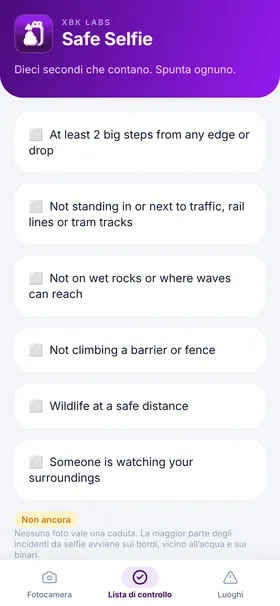 XBK LABS
Safe Selfie
Dieci secondi che contano. Spunta ognuno.
At least 2 big steps from any edge or
drop
Not standing in or next to traffic, rail
lines or tram tracks
Not on wet rocks or where waves
can reach
Not climbing a barrier or fence
Wildlife at a safe distance
Someone is watching your
surroundings
Non ancora
Nessuna foto vale una caduta. La maggior parte degli
incidenti da selfie avviene sui bordi, vicino all'acqua e sui
binari.
Fotocamera
Lista di controllo
Luoghi